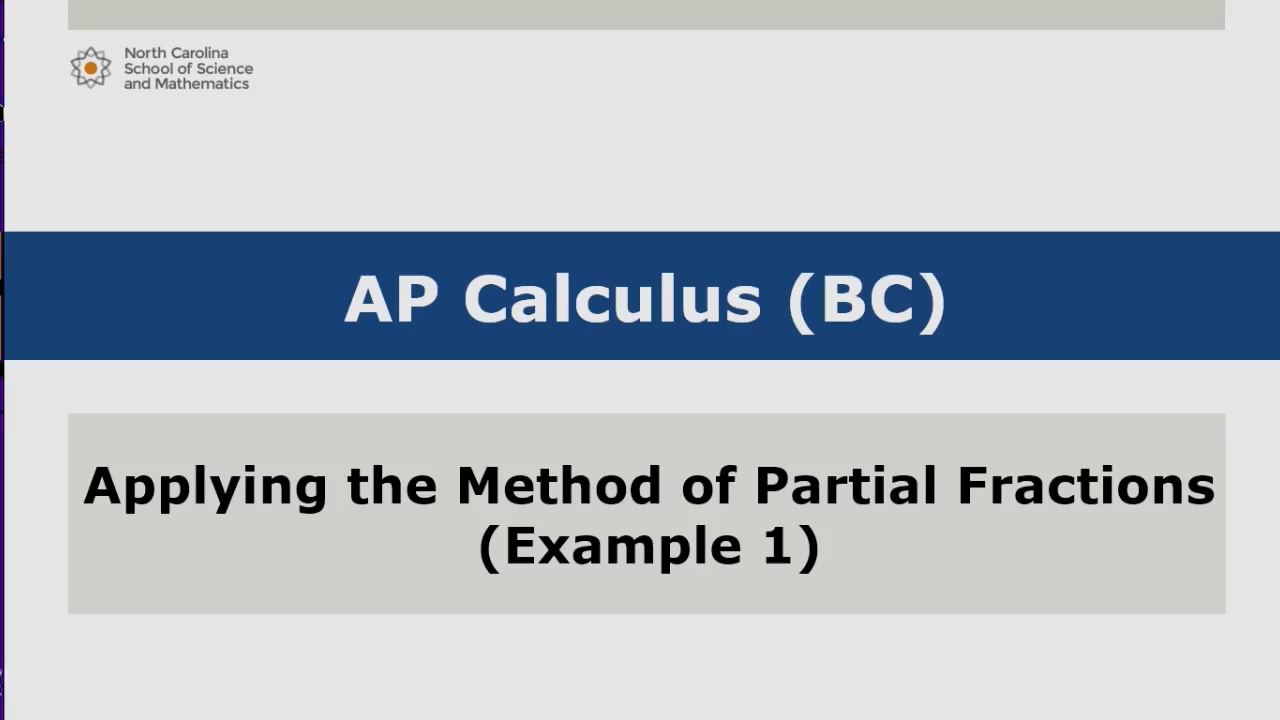 North Carolina
School of Science
and Mathematics
AP Calculus (BC)
Applying the Method of Partial Fractions
(Example 1)